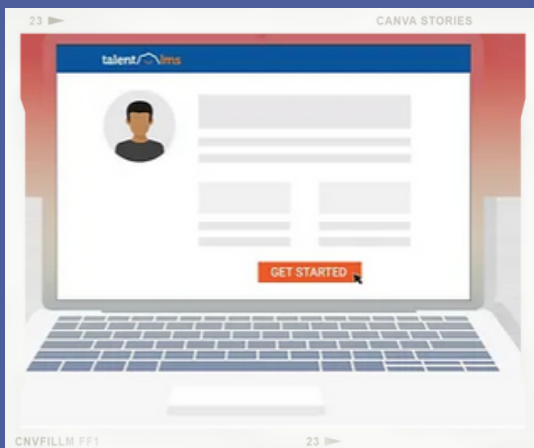 23
CANVA STORIES
talentlms
GET STARTED
CNVFILLM FF1
23